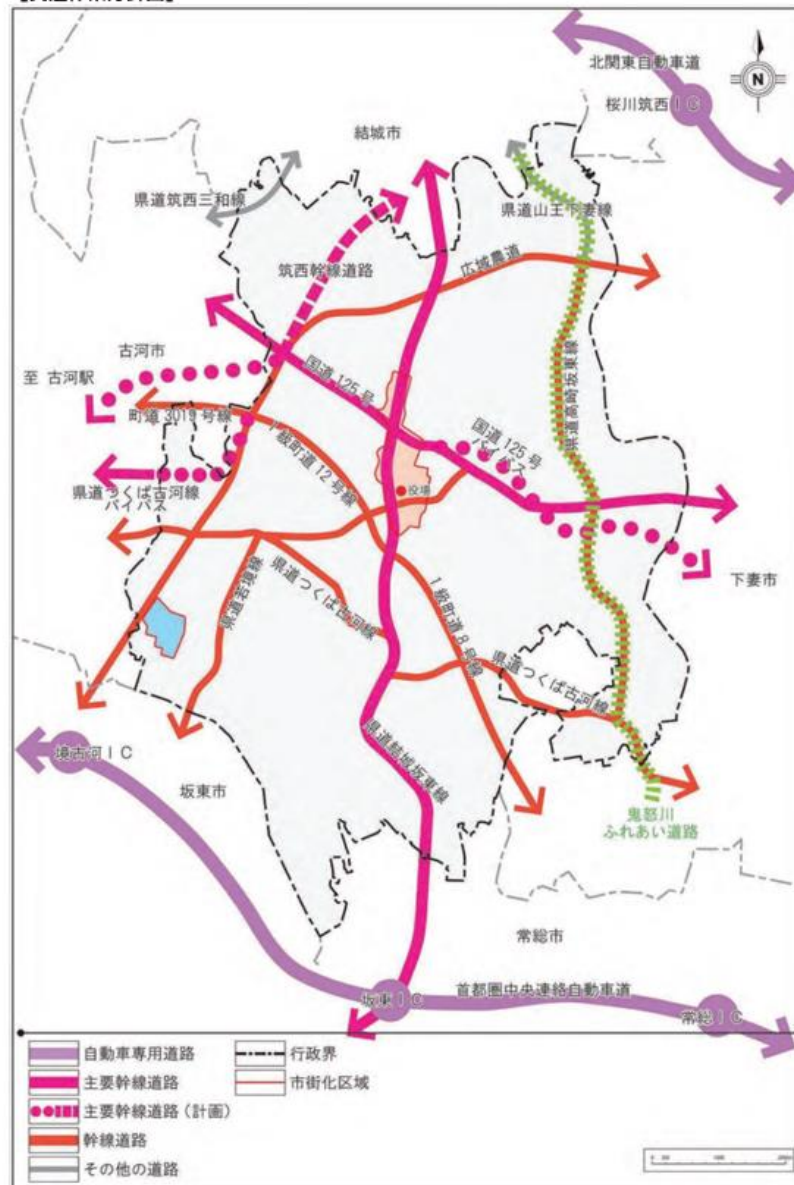 北関東自動車道
N
桜川筑西IC
結城市
県道筑西三和線
県道山王下妻線
筑西幹線道路
広域農道
古河市
至 古河駅
国道125号
県道高崎坂東線
町道3019号線
国道125号
バイパス
1級町道12号線
県道つくば古河線
バイパス
役場
下妻市
県道若境線
県道つくば古河線
1級町道8号線
県道つくば古河線
県道結城坂東線
境古河IC
坂東市
鬼怒川
ふれあい道路
常総市
坂東IC
首都圏中央連絡自動車道
常総IC
自動車専用道路
行政界
主要幹線道路
市街化区域
主要幹線道路(計画)
幹線道路
その他の道路